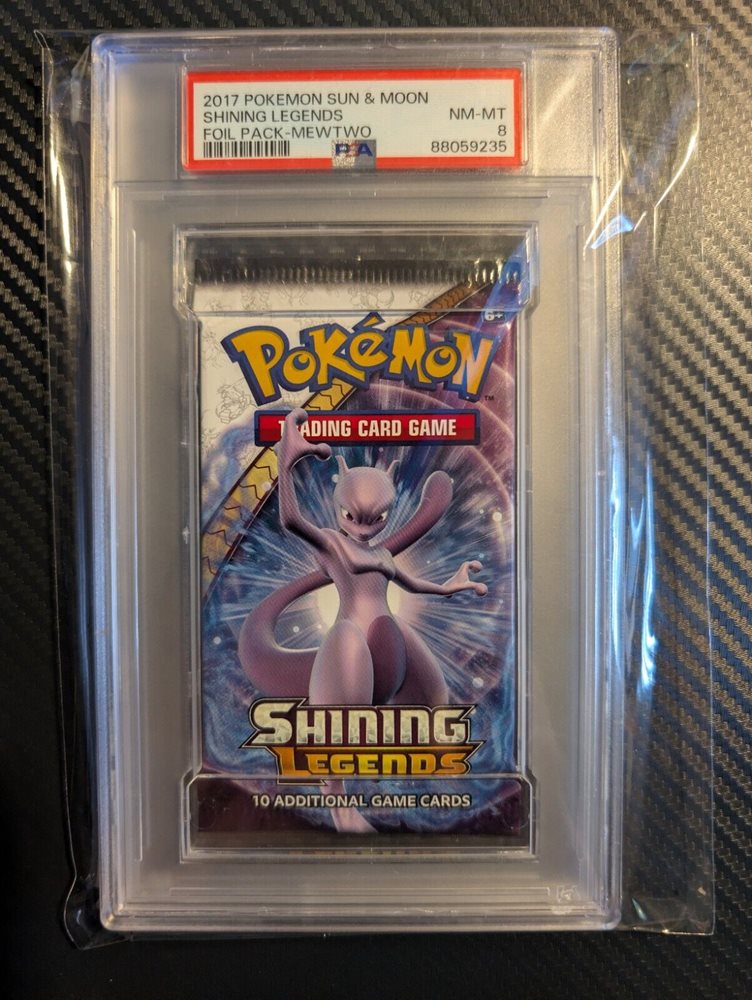 2017 POKEMON SUN & MOON
SHINING LEGENDS NM-MT
FOIL PACK-MEWTWO 8
PSA 88059235
6+
POKéMON
™
TRADING CARD GAME
SHINING
LEGENDS
10 ADDITIONAL GAME CARDS